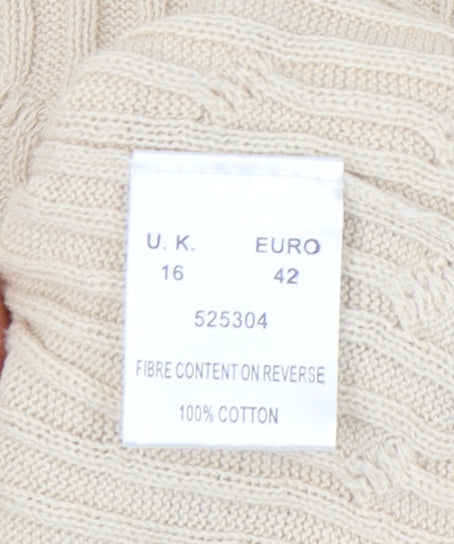 U. K. EURO
16 42
525304
FIBRE CONTENT ON REVERSE
100% COTTON